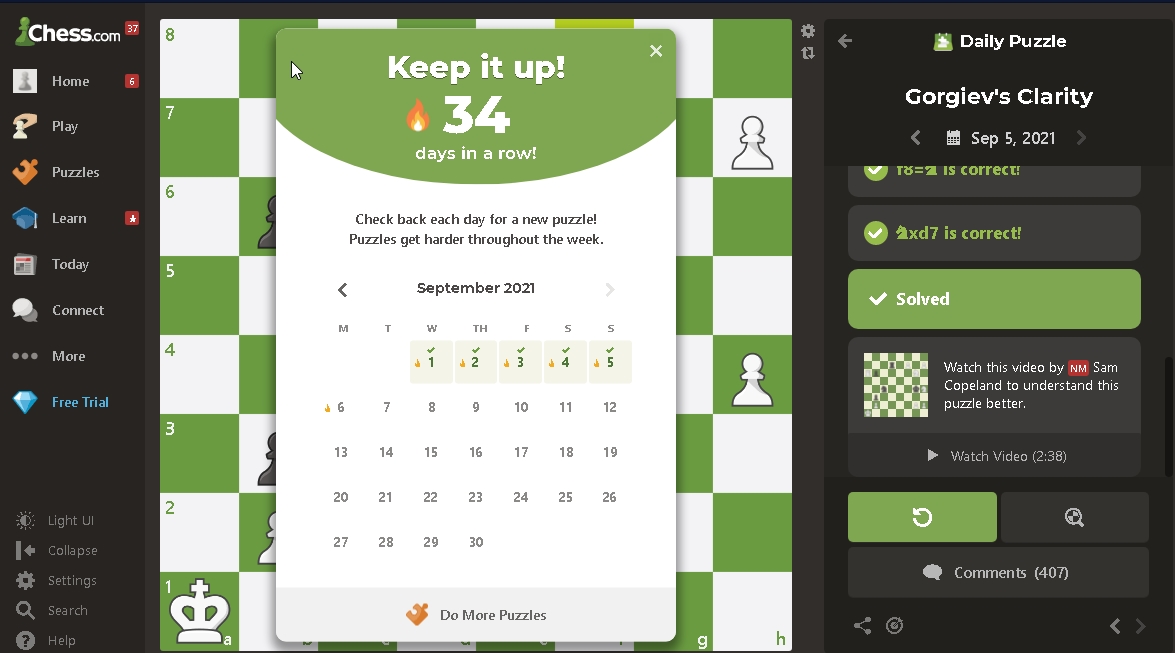 Chess.com 37
Home 6
Play
Puzzles
Learn
Today
Connect
More
Free Trial
Light UI
Collapse
Settings
Search
Help
8
7
6
5
4
3
2
1
a
g
h
Keep it up!
34
days in a row!
Check back each day for a new puzzle!
Puzzles get harder throughout the week.
September 2021
M T W TH F S S
1 2 3 4 5
6 7 8 9 10 11 12
13 14 15 16 17 18 19
20 21 22 23 24 25 26
27 28 29 30
Do More Puzzles
Daily Puzzle
Gorgiev's Clarity
Sep 5, 2021
f8=♞ is correct!
♞xd7 is correct!
Solved
Watch this video by NM Sam
Copeland to understand this
puzzle better.
Watch Video (2:38)
Comments (407)